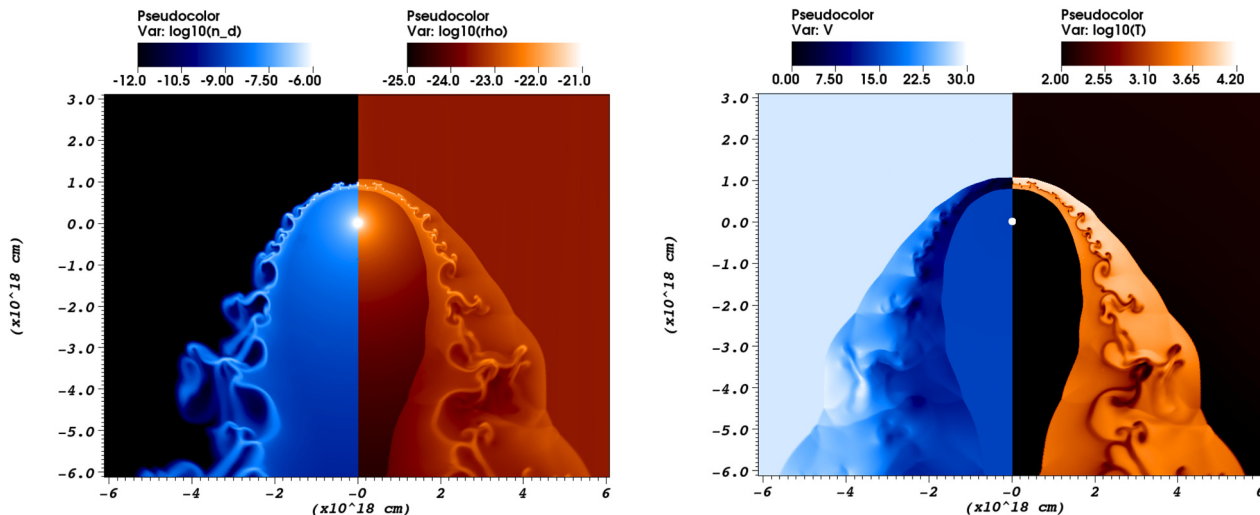 Pseudocolor
Var: log10(n_d)
-12.0 -10.5 -9.00 -7.50 -6.00
Pseudocolor
Var: log10(rho)
-25.0 -24.0 -23.0 -22.0 -21.0
3.0
2.0
1.0
0.0
-1.0
-2.0
-3.0
-4.0
-5.0
-6.0
(x10^18 cm)
-6 -4 -2 -0 2 4 6
(x10^18 cm)
Pseudocolor
Var: V
0.00 7.50 15.0 22.5 30.0
Pseudocolor
Var: log10(T)
2.00 2.55 3.10 3.65 4.20
3.0
2.0
1.0
0.0
-1.0
-2.0
-3.0
-4.0
-5.0
-6.0
(x10^18 cm)
-6 -4 -2 -0 2 4 6
(x10^18 cm)